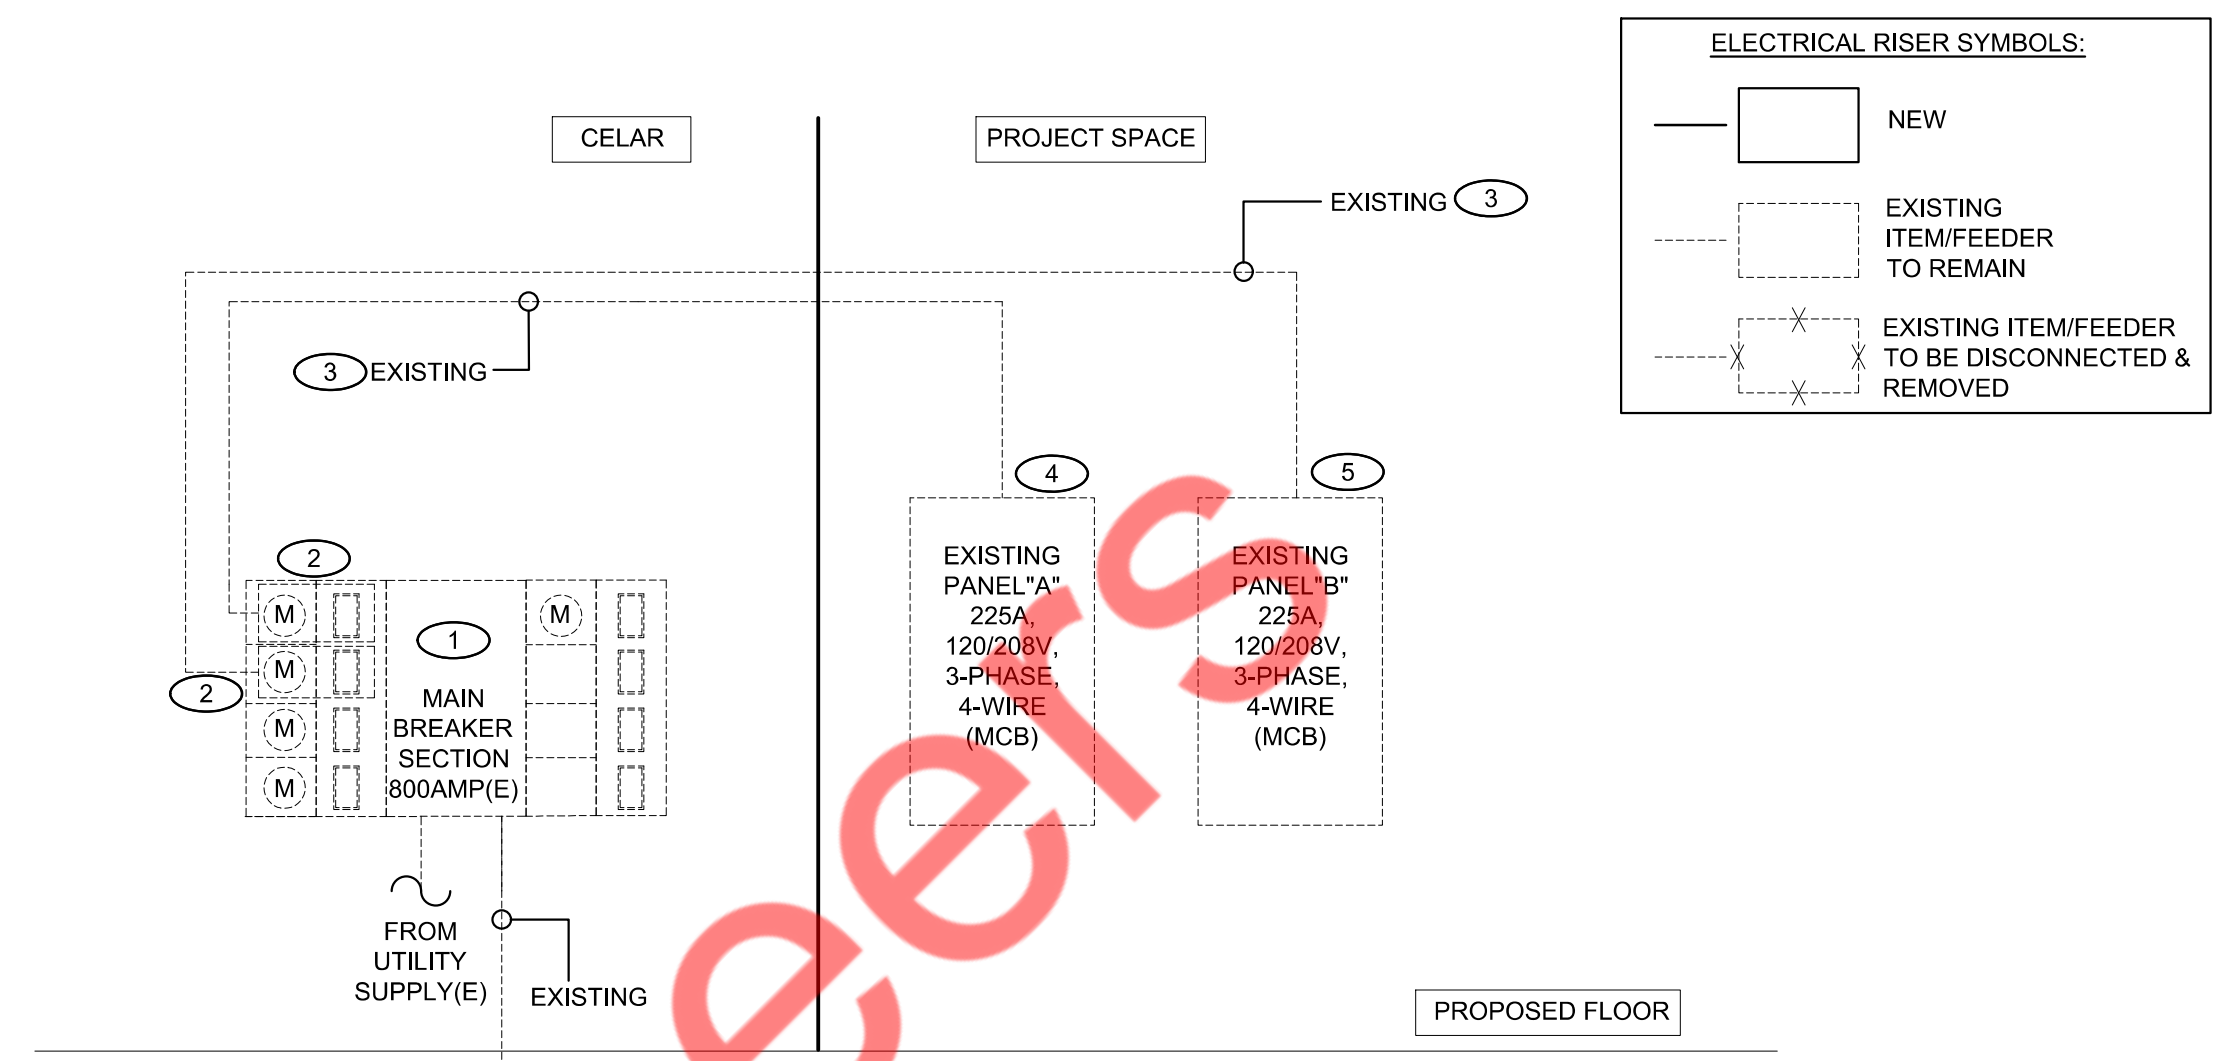 ELECTRICAL RISER SYMBOLS:
NEW
EXISTING
ITEM/FEEDER
TO REMAIN
EXISTING ITEM/FEEDER
TO BE DISCONNECTED &
REMOVED
CELAR
PROJECT SPACE
EXISTING 3
3 EXISTING
4
5
2
M
M
1
M
2
M
M
MAIN
BREAKER
SECTION
800AMP(E)
EXISTING
PANEL"A"
225A,
120/208V,
3-PHASE,
4-WIRE
(MCB)
EXISTING
PANEL"B"
225A,
120/208V,
3-PHASE,
4-WIRE
(MCB)
FROM
UTILITY
SUPPLY(E)
EXISTING
PROPOSED FLOOR
eers